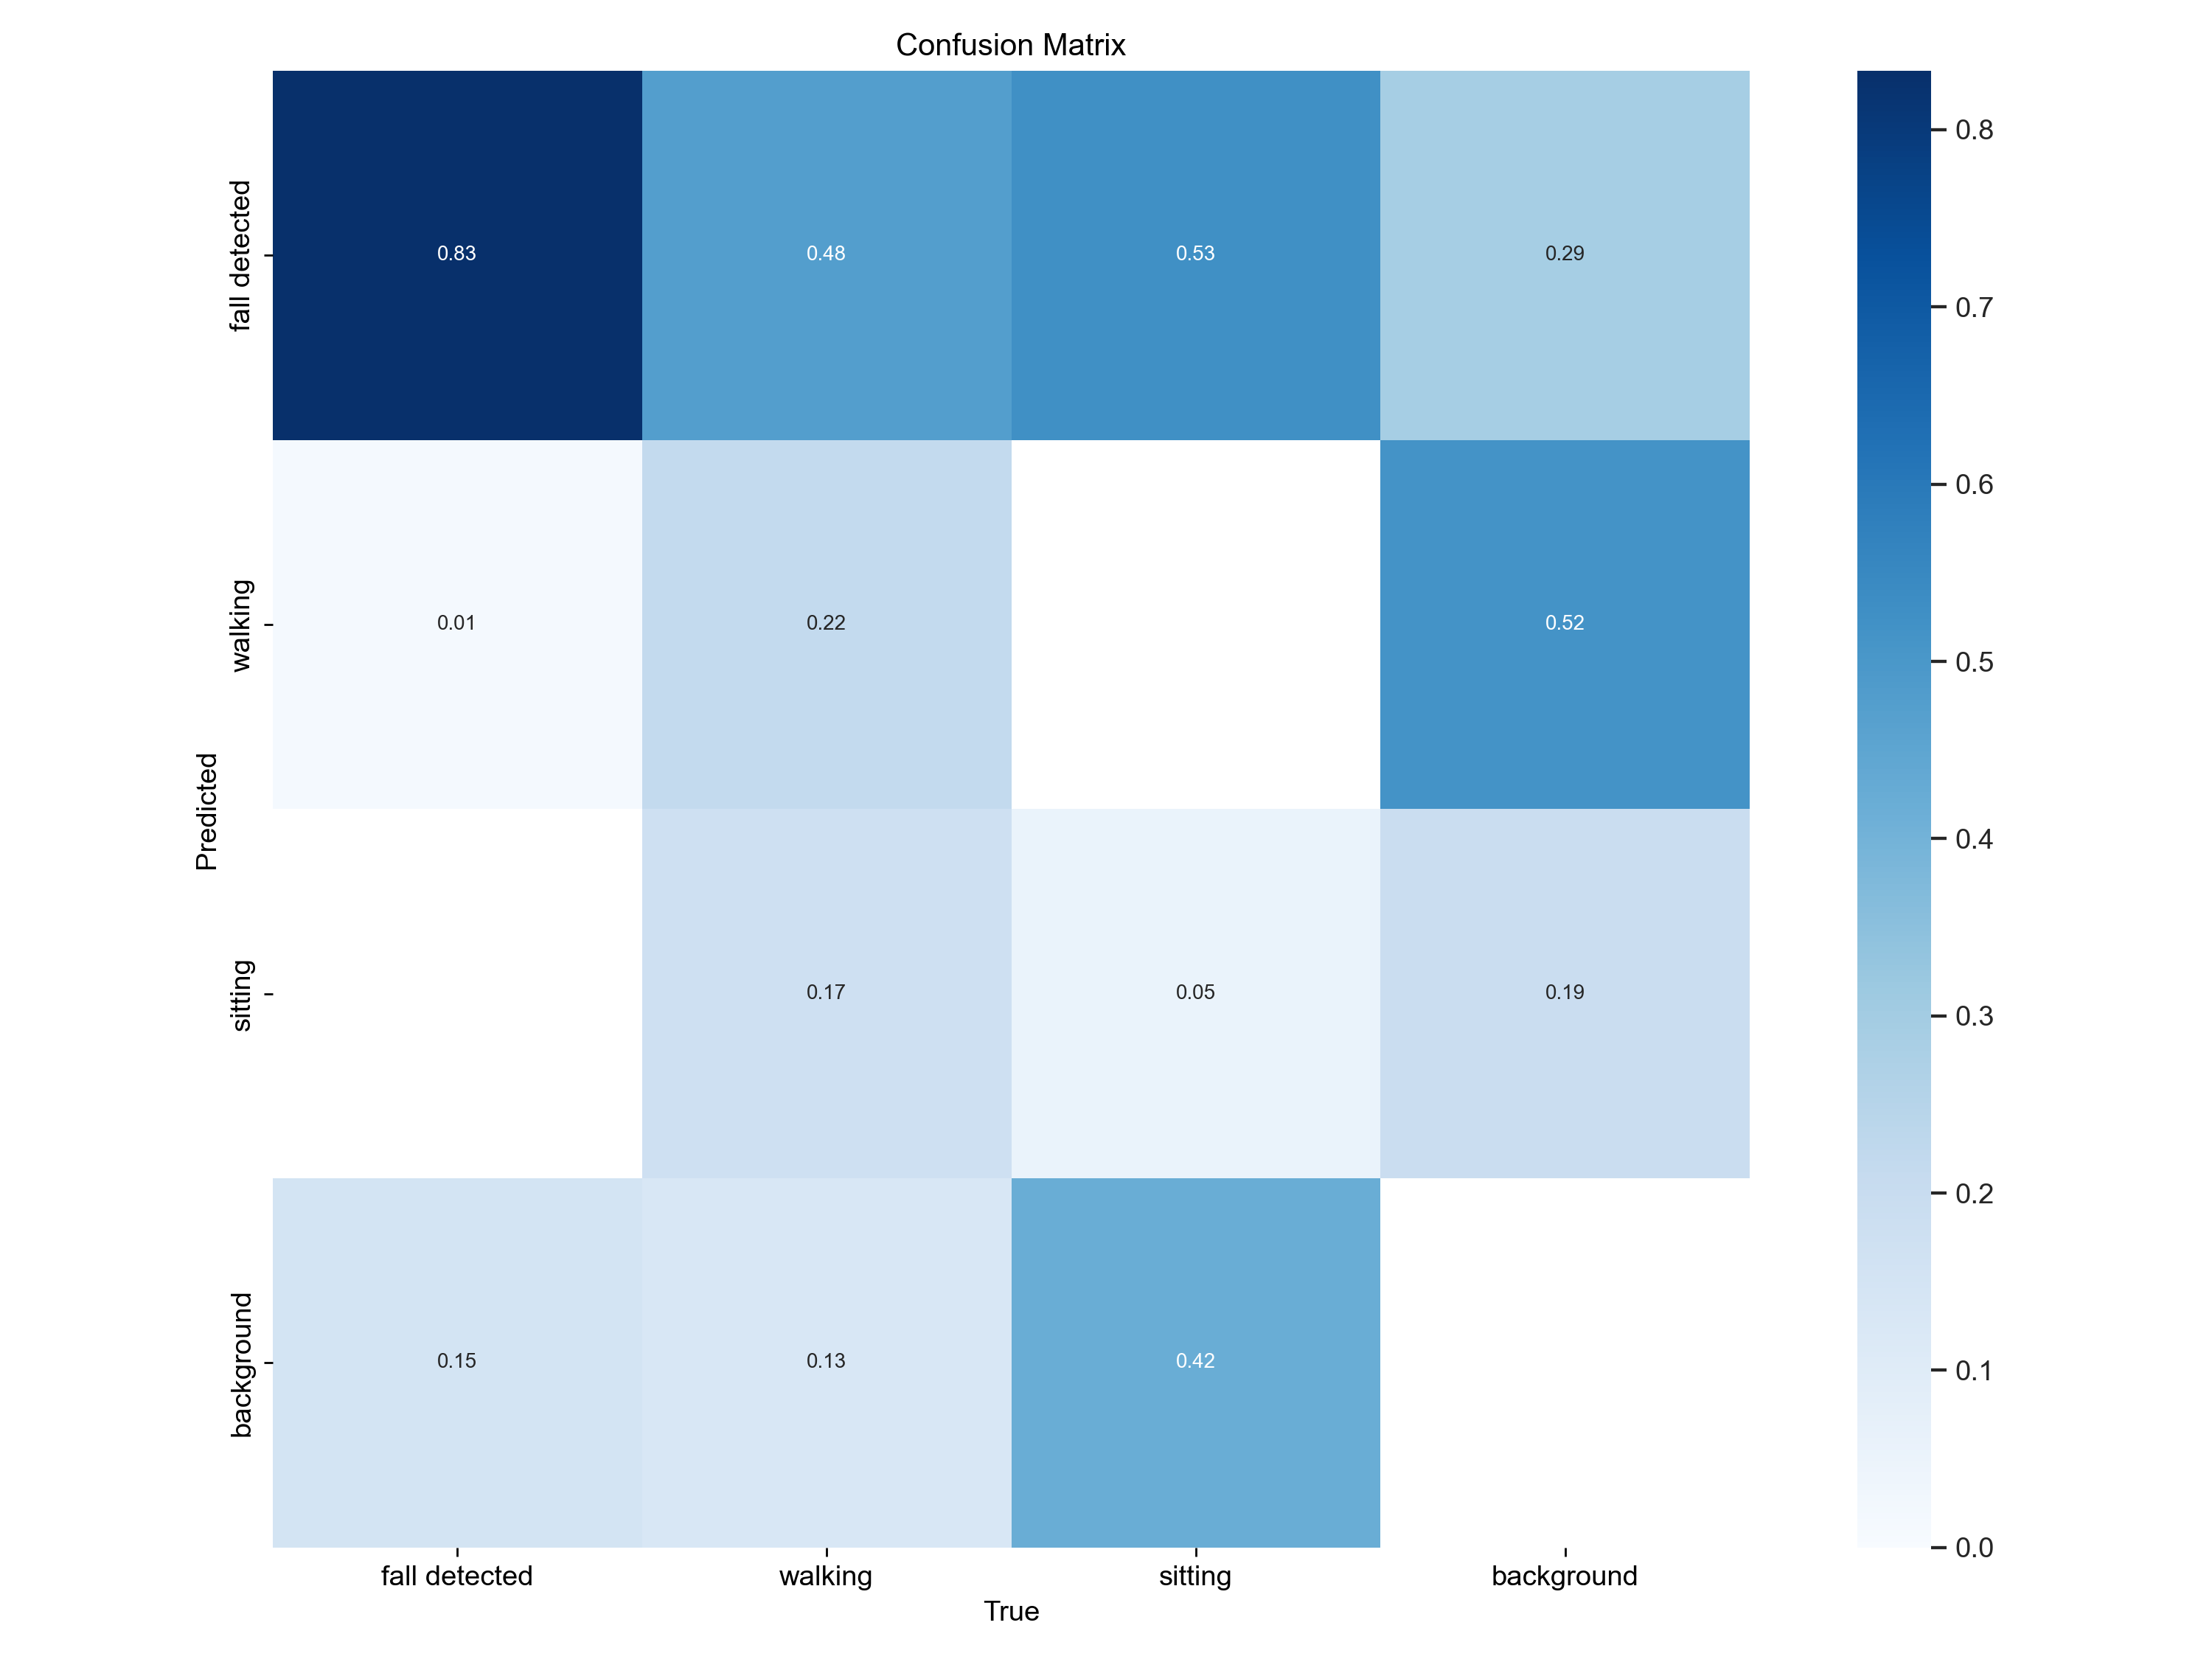 Confusion Matrix
fall detected
0.83
0.48
0.53
0.29
walking
0.01
0.22
0.52
sitting
0.17
0.05
0.19
background
0.15
0.13
0.42
Predicted
fall detected
walking
sitting
background
True
0.8
0.7
0.6
0.5
0.4
0.3
0.2
0.1
0.0